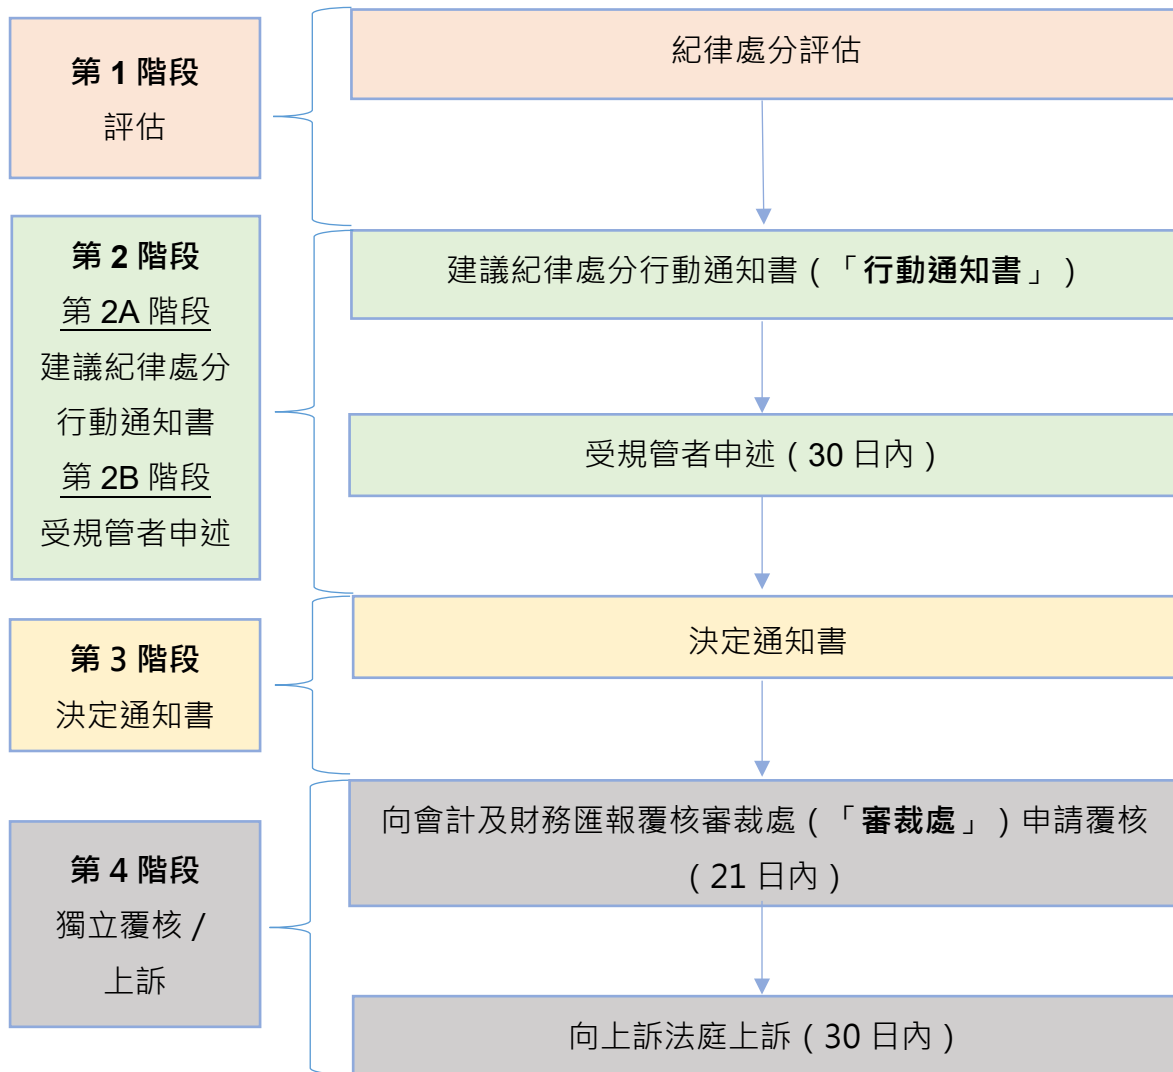 第 1 階段
評估
紀律處分評估
第 2 階段
第 2A 階段
建議紀律處分
行動通知書
第 2B 階段
受規管者申述
建議紀律處分行動通知書（「行動通知書」）
受規管者申述（30 日內）
第 3 階段
決定通知書
決定通知書
第 4 階段
獨立覆核 /
上訴
向會計及財務匯報覆核審裁處（「審裁處」）申請覆核
（21 日內）
向上訴法庭上訴（30 日內）